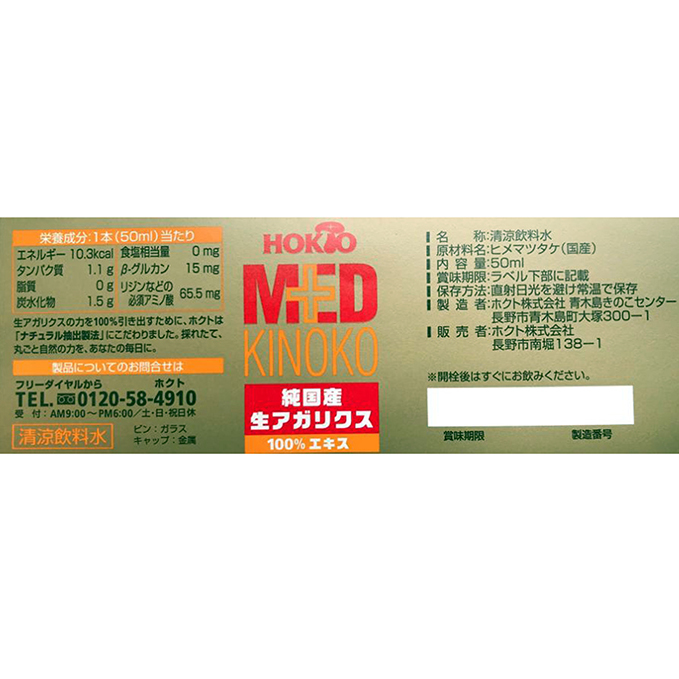 栄養成分:1本(50ml)当たり
エネルギー 10.3kcal 食塩相当量 0 mg
タンパク質 1.1 g β-グルカン 15 mg
脂質 0 g リジンなどの必須アミノ酸 65.5 mg
炭水化物 1.5 g
生アガリクスの力を100%引き出すために、ホクトは
「ナチュラル抽出製法」にこだわりました。採れたて、
丸ごと自然の力を、あなたの毎日に。
製品についてのお問合せは
フリーダイヤルから ホクト
TEL. 0120-58-4910
受付:AM9:00〜PM6:00/土・日・祝日休
清涼飲料水
ビン:ガラス
キャップ:金属
HOKTO
MED
KINOKO
純国産
生アガリクス
100%エキス
名称:清涼飲料水
原材料名:ヒメマツタケ(国産)
内容量:50ml
賞味期限:ラベル下部に記載
保存方法:直射日光を避け常温で保存
製造者:ホクト株式会社 青木島きのこセンター
長野市青木島町大塚300-1
販売者:ホクト株式会社
長野市南堀138-1
※開栓後はすぐにお飲みください。
賞味期限 製造番号